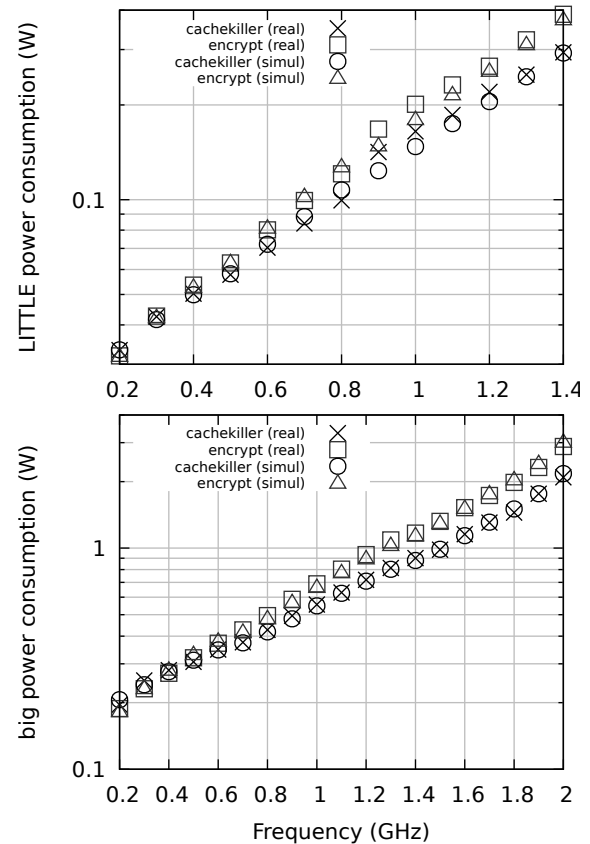 LITTLE power consumption (W)
cachekiller (real)
encrypt (real)
cachekiller (simul)
encrypt (simul)
0.1
0.2 0.4 0.6 0.8 1 1.2 1.4
big power consumption (W)
cachekiller (real)
encrypt (real)
cachekiller (simul)
encrypt (simul)
1
0.1
0.2 0.4 0.6 0.8 1 1.2 1.4 1.6 1.8 2
Frequency (GHz)